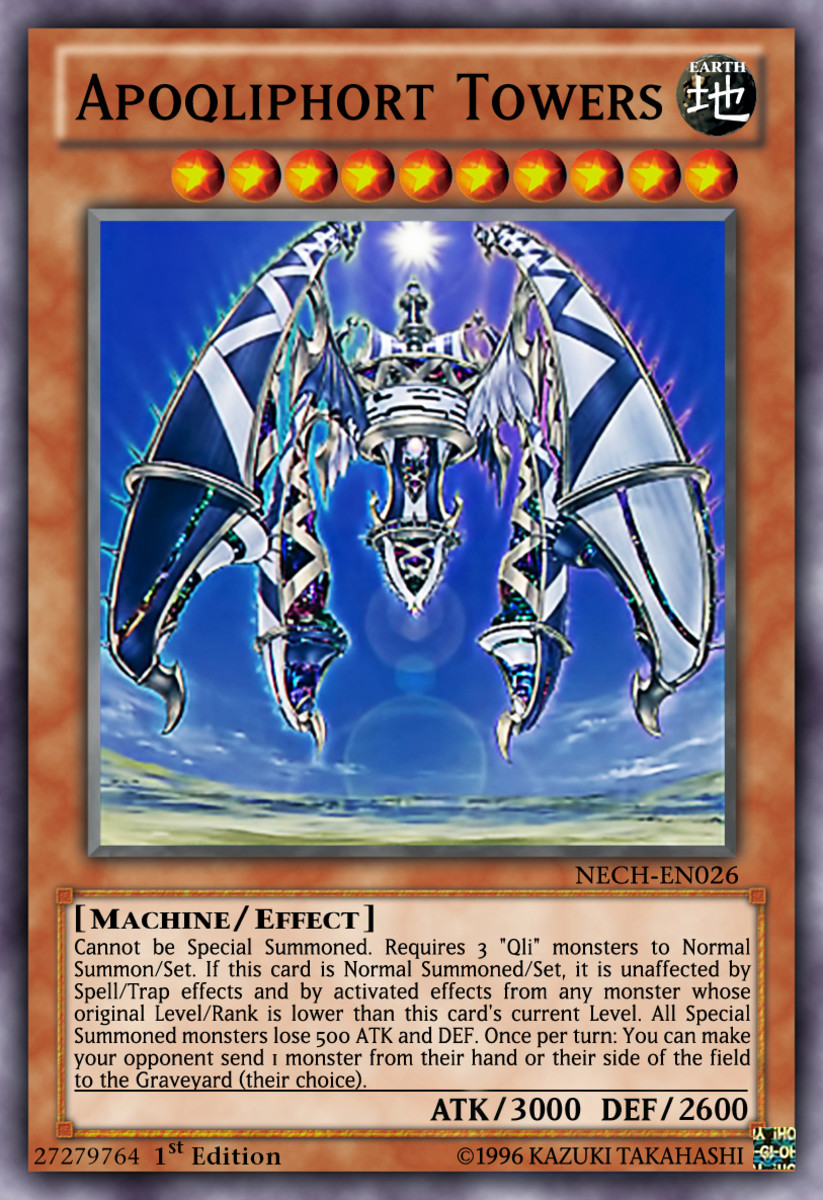 Apoqliphort Towers
EARTH
地
NECH-EN026
[Machine/Effect]
Cannot be Special Summoned. Requires 3 "Qli" monsters to Normal
Summon/Set. If this card is Normal Summoned/Set, it is unaffected by
Spell/Trap effects and by activated effects from any monster whose
original Level/Rank is lower than this card's current Level. All Special
Summoned monsters lose 500 ATK and DEF. Once per turn: You can make
your opponent send 1 monster from their hand or their side of the field
to the Graveyard (their choice).
ATK/3000 DEF/2600
27279764 1st Edition ©1996 KAZUKI TAKAHASHI